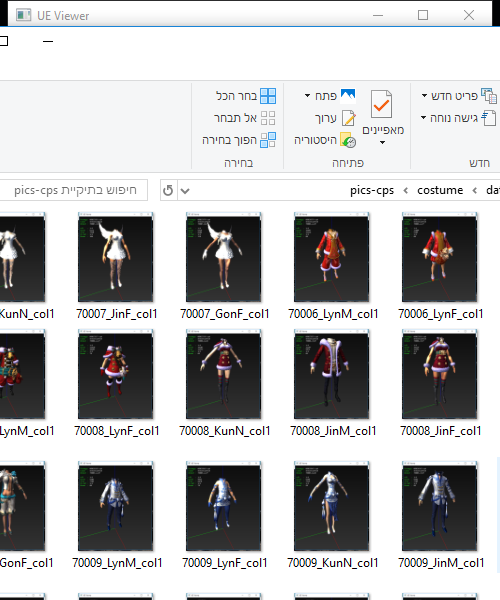 UE Viewer
פריט חדש
גישה נוחה
חדש
מאפיינים
פתח
ערוך
היסטוריה
פתיחה
בחר הכל
אל תבחר
הפוך בחירה
בחירה
da
costume
pics-cps
חיפוש בתיקיית pics-cps
KunN_col1
70007_JinF_col1
70007_GonF_col1
70006_LynM_col1
70006_LynF_col1
LynM_col1
70008_LynF_col1
70008_KunN_col1
70008_JinM_col1
70008_JinF_col1
GonF_col1
70009_LynM_col1
70009_LynF_col1
70009_KunN_col1
70009_JinM_col1